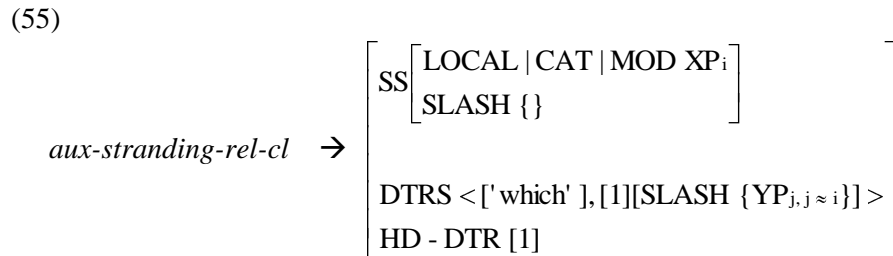 (55)
SS[LOCAL | CAT | MOD XPi
SLASH {}]
aux-stranding-rel-cl →
DTRS <['which' ], [1][SLASH {YPj, j ≈ i}] >
HD - DTR [1]